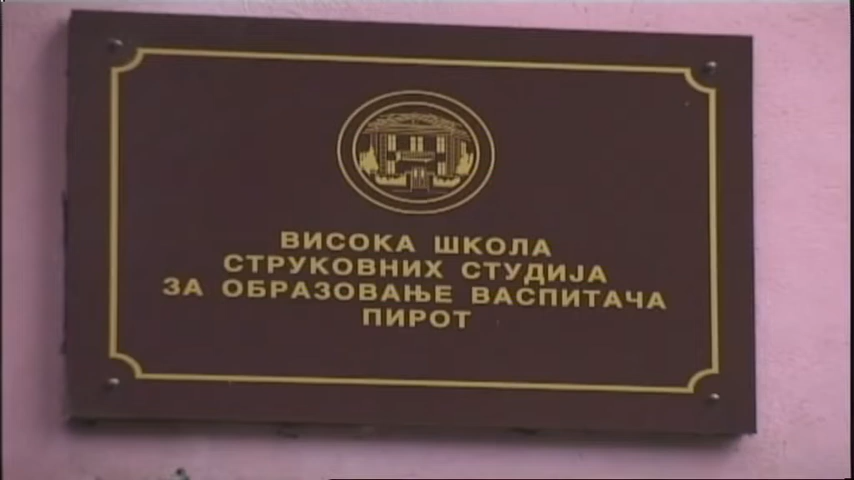 ВИСОКА ШКОЛА
СТРУКОВНИХ СТУДИЈА
ЗА ОБРАЗОВАЊЕ ВАСПИТАЧА
ПИРОТ